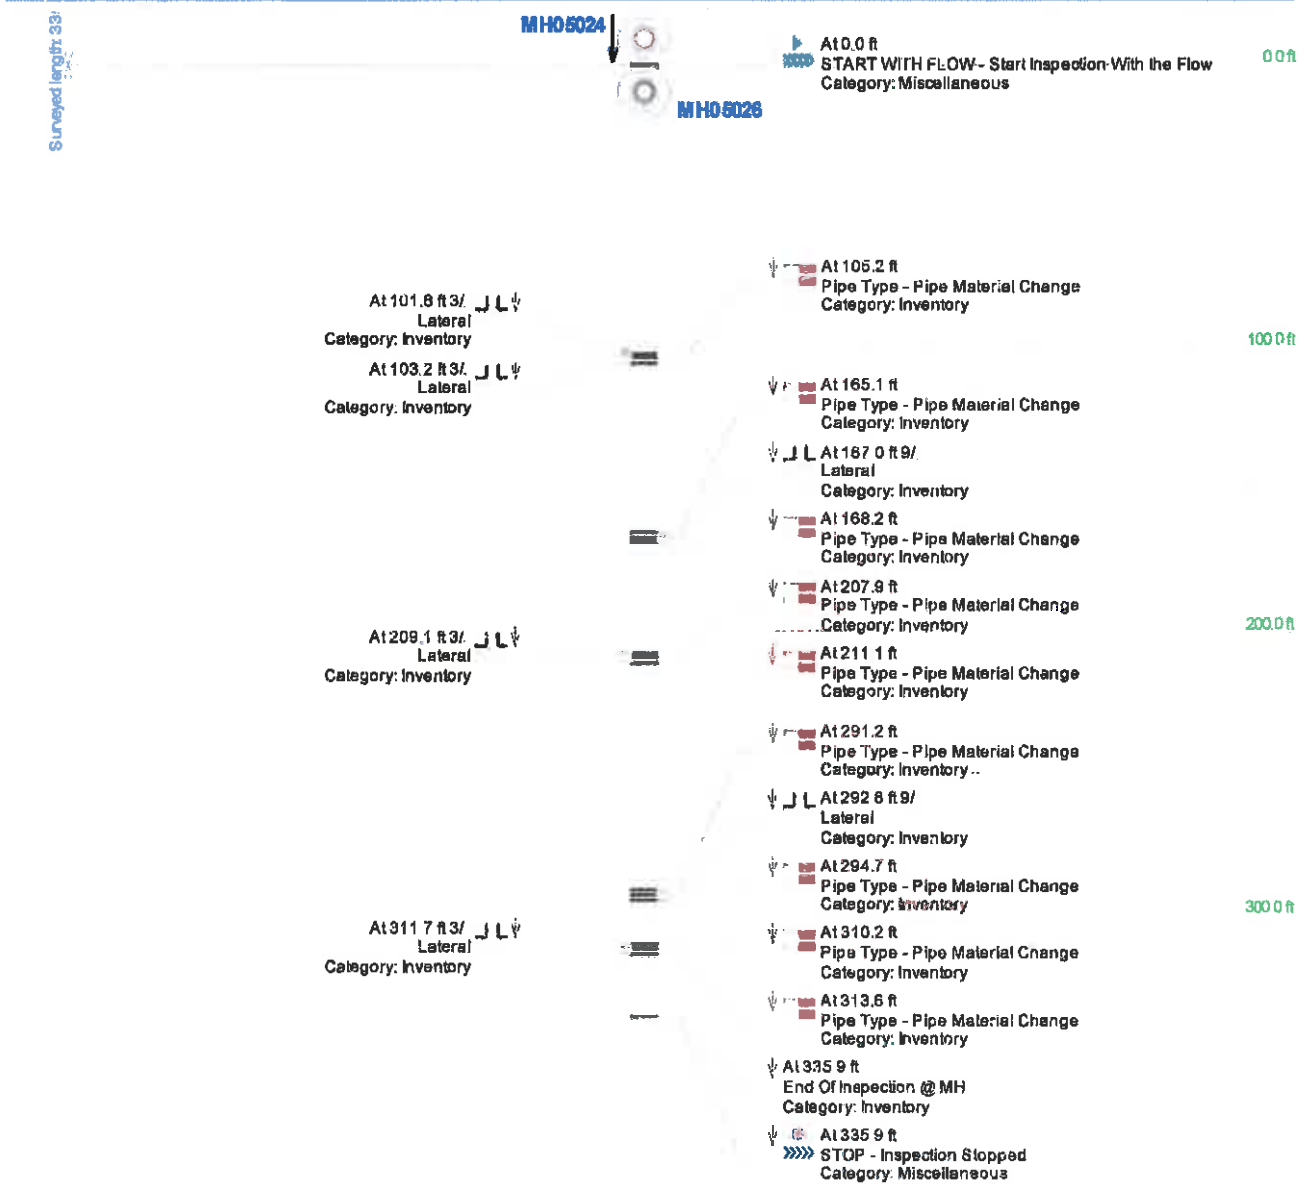 Surveyed length: 33
MH05024
MH05026
At 0.0 ft
START WITH FLOW - Start Inspection-With the Flow
Category: Miscellaneous
0 0 ft
At 101.8 ft 3/.
Lateral
Category: Inventory
At 103.2 ft 3/.
Lateral
Category: Inventory
At 209.1 ft 3/.
Lateral
Category: Inventory
At 311 7 ft 3/
Lateral
Category: Inventory
At 105.2 ft
Pipe Type - Pipe Material Change
Category: Inventory
100 0 ft
At 165.1 ft
Pipe Type - Pipe Material Change
Category: Inventory
At 167 0 ft 9/
Lateral
Category: Inventory
At 168.2 ft
Pipe Type - Pipe Material Change
Category: Inventory
At 207.9 ft
Pipe Type - Pipe Material Change
Category: Inventory
200.0 ft
At 211 1 ft
Pipe Type - Pipe Material Change
Category: Inventory
At 291.2 ft
Pipe Type - Pipe Material Change
Category: Inventory
At 292 8 ft 9/
Lateral
Category: Inventory
At 294.7 ft
Pipe Type - Pipe Material Change
Category: Inventory
300 0 ft
At 310.2 ft
Pipe Type - Pipe Material Change
Category: Inventory
At 313.6 ft
Pipe Type - Pipe Material Change
Category: Inventory
At 335 9 ft
End Of Inspection @ MH
Category: Inventory
At 335 9 ft
STOP - Inspection Stopped
Category: Miscellaneous